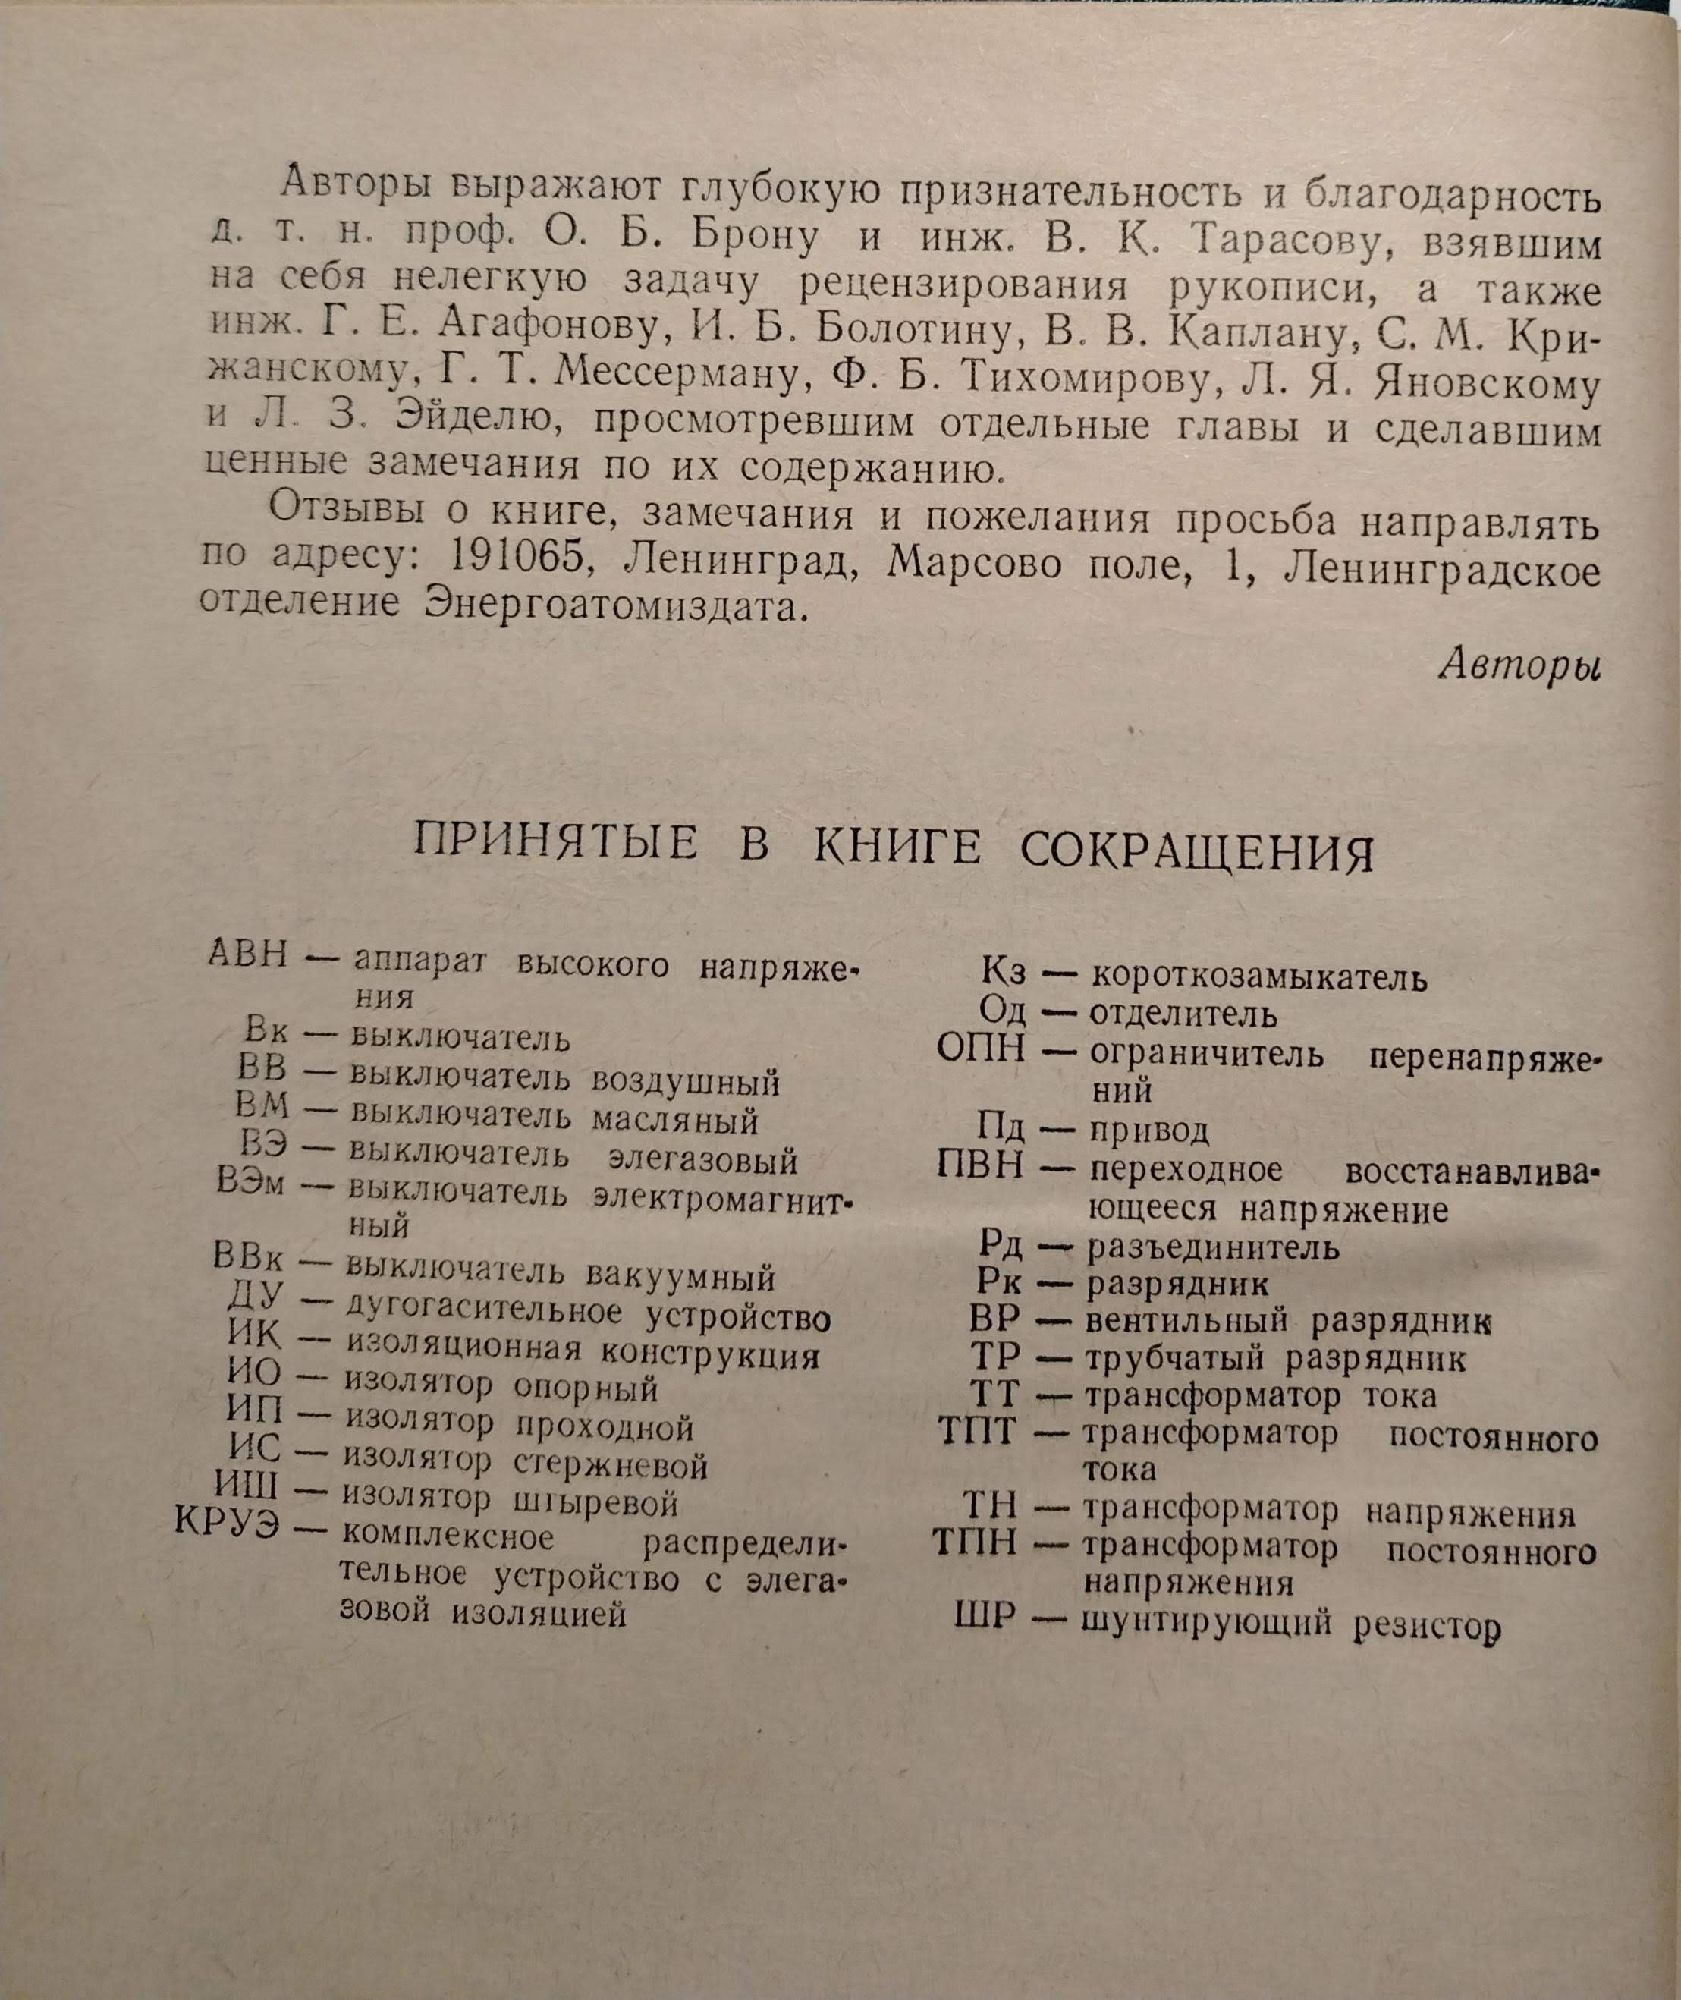 Авторы выражают глубокую признательность и благодарность
д. т. н. проф. О. Б. Брону и инж. В. К. Тарасову, взявшим
на себя нелегкую задачу рецензирования рукописи, а также
инж. Г. Е. Агафонову, И. Б. Болотину, В. В. Каплану, С. М. Кри-
жанскому, Г. Т. Мессерману, Ф. Б. Тихомирову, Л. Я. Яновскому
и Л. З. Эйделю, просмотревшим отдельные главы и сделавшим
ценные замечания по их содержанию.
Отзывы о книге, замечания и пожелания просьба направлять
по адресу: 191065, Ленинград, Марсово поле, 1, Ленинградское
отделение Энергоатомиздата.
Авторы
ПРИНЯТЫЕ В КНИГЕ СОКРАЩЕНИЯ
АВН — аппарат высокого напряже-
ния
Вк — выключатель
ВВ — выключатель воздушный
ВМ — выключатель масляный
ВЭ — выключатель элегазовый
ВЭм — выключатель электромагнит-
ный
ВВк — выключатель вакуумный
ДУ — дугогасительное устройство
ИК — изоляционная конструкция
ИО — изолятор опорный
ИП — изолятор проходной
ИС — изолятор стержневой
ИШ — изолятор штыревой
КРУЭ — комплексное распредели-
тельное устройство с элега-
зовой изоляцией
Кз — короткозамыкатель
Од — отделитель
ОПН — ограничитель перенапряже-
ний
Пд — привод
ПВН — переходное восстанавлива-
ющееся напряжение
Рд — разъединитель
Рк — разрядник
ВР — вентильный разрядник
ТР — трубчатый разрядник
ТТ — трансформатор тока
ТПТ — трансформатор постоянного
тока
ТН — трансформатор напряжения
ТПН — трансформатор постоянного
напряжения
ШР — шунтирующий резистор